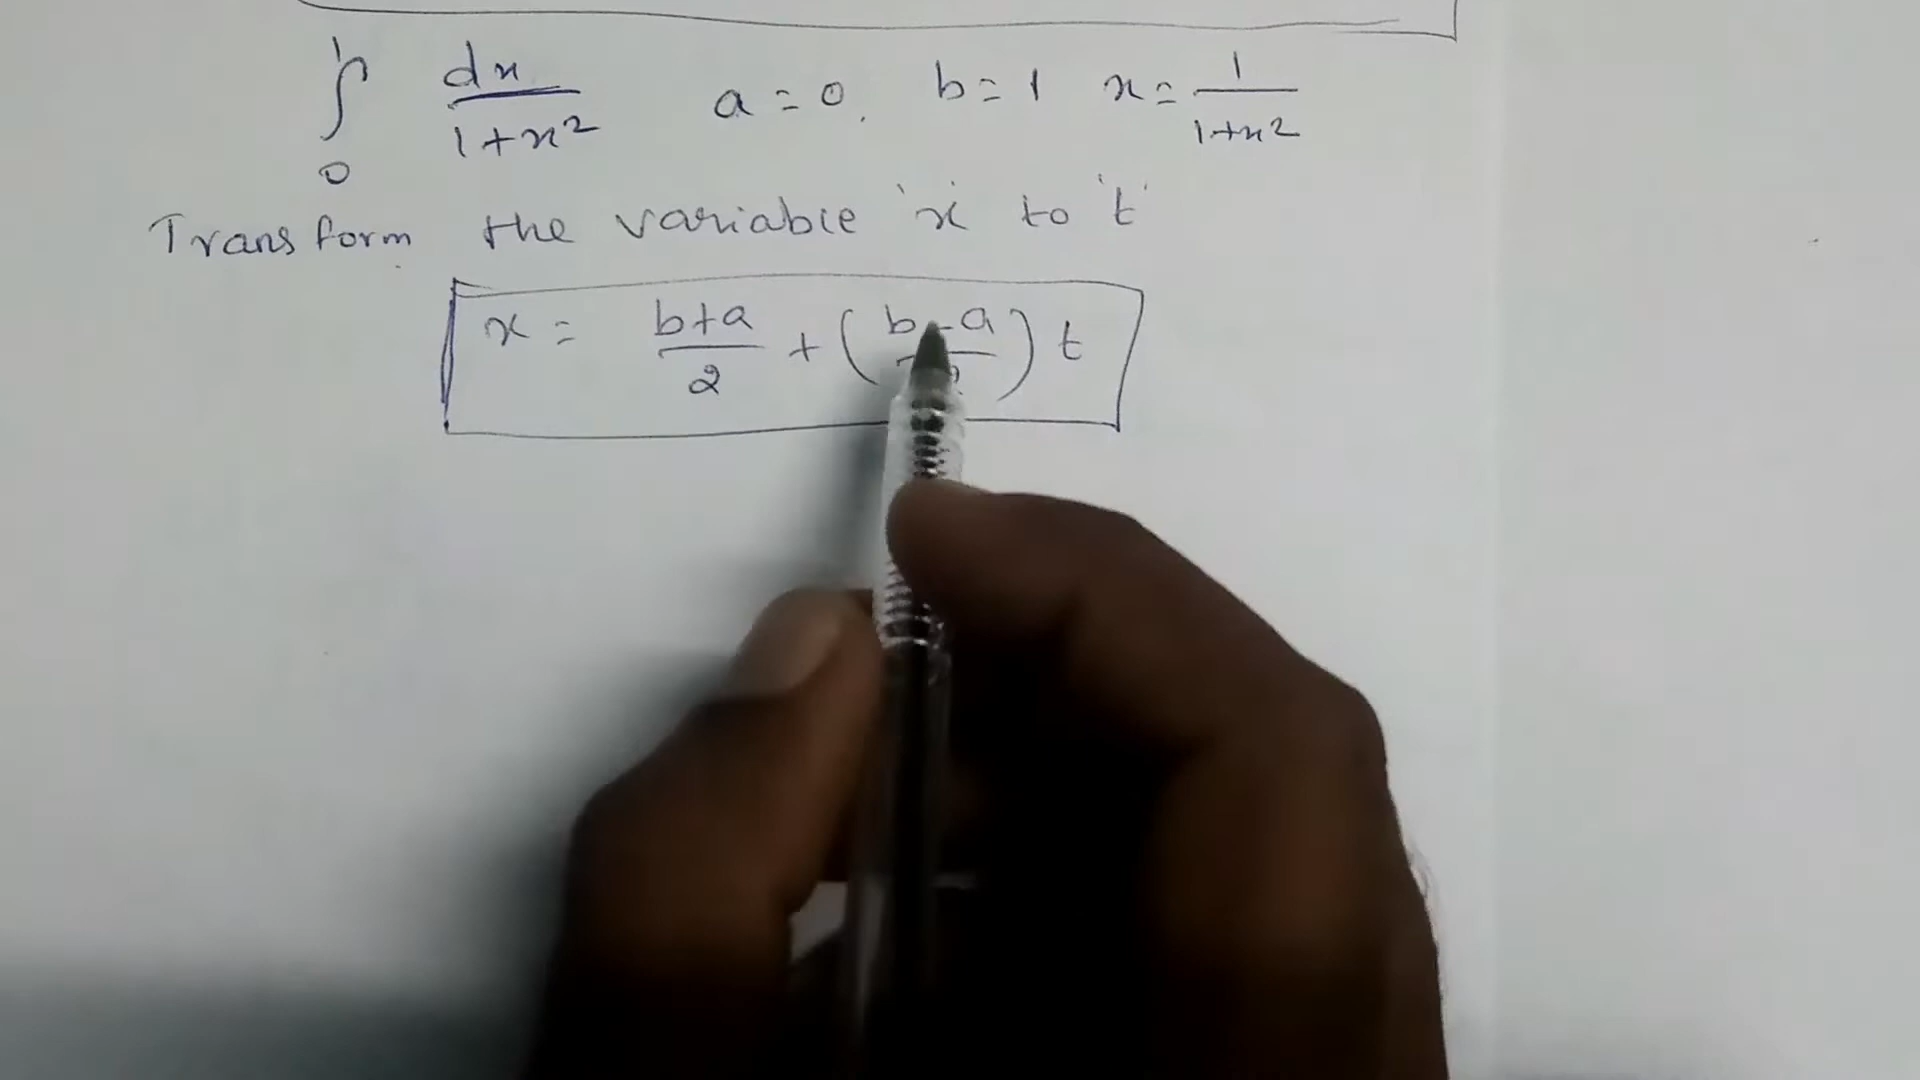 ∫₀¹ dx/(1+x²) a = 0, b = 1 x = 1/(1+x²)
Transform the variable 'x' to 't'
x = (b+a)/2 + ((b-a)/2) t